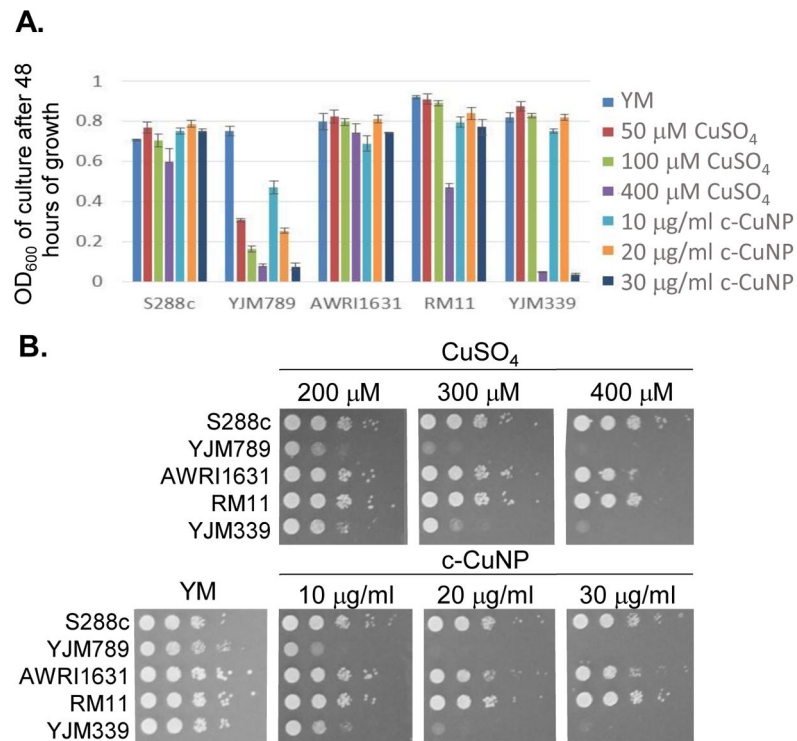 A.
OD600 of culture after 48
hours of growth
1
0.8
0.6
0.4
0.2
0
S288c YJM789 AWRI1631 RM11 YJM339
YM
50 μM CuSO4
100 μM CuSO4
400 μM CuSO4
10 μg/ml c-CuNP
20 μg/ml c-CuNP
30 μg/ml c-CuNP
B.
CuSO4
200 μM 300 μM 400 μM
S288c
YJM789
AWRI1631
RM11
YJM339
c-CuNP
YM 10 μg/ml 20 μg/ml 30 μg/ml
S288c
YJM789
AWRI1631
RM11
YJM339